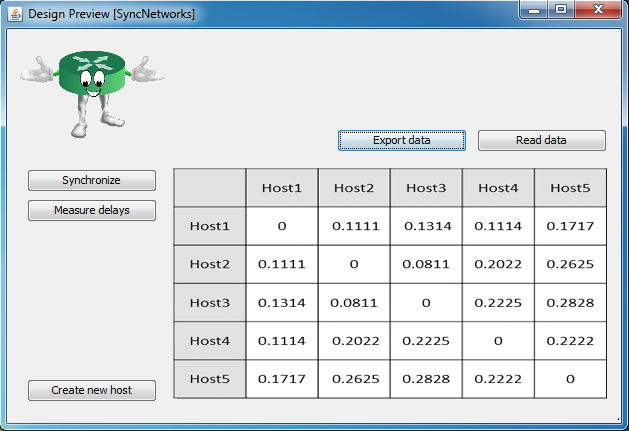 Design Preview [SyncNetworks]
Export data
Read data
Synchronize
Measure delays
Create new host
Host1 Host2 Host3 Host4 Host5
Host1 0 0.1111 0.1314 0.1114 0.1717
Host2 0.1111 0 0.0811 0.2022 0.2625
Host3 0.1314 0.0811 0 0.2225 0.2828
Host4 0.1114 0.2022 0.2225 0 0.2222
Host5 0.1717 0.2625 0.2828 0.2222 0